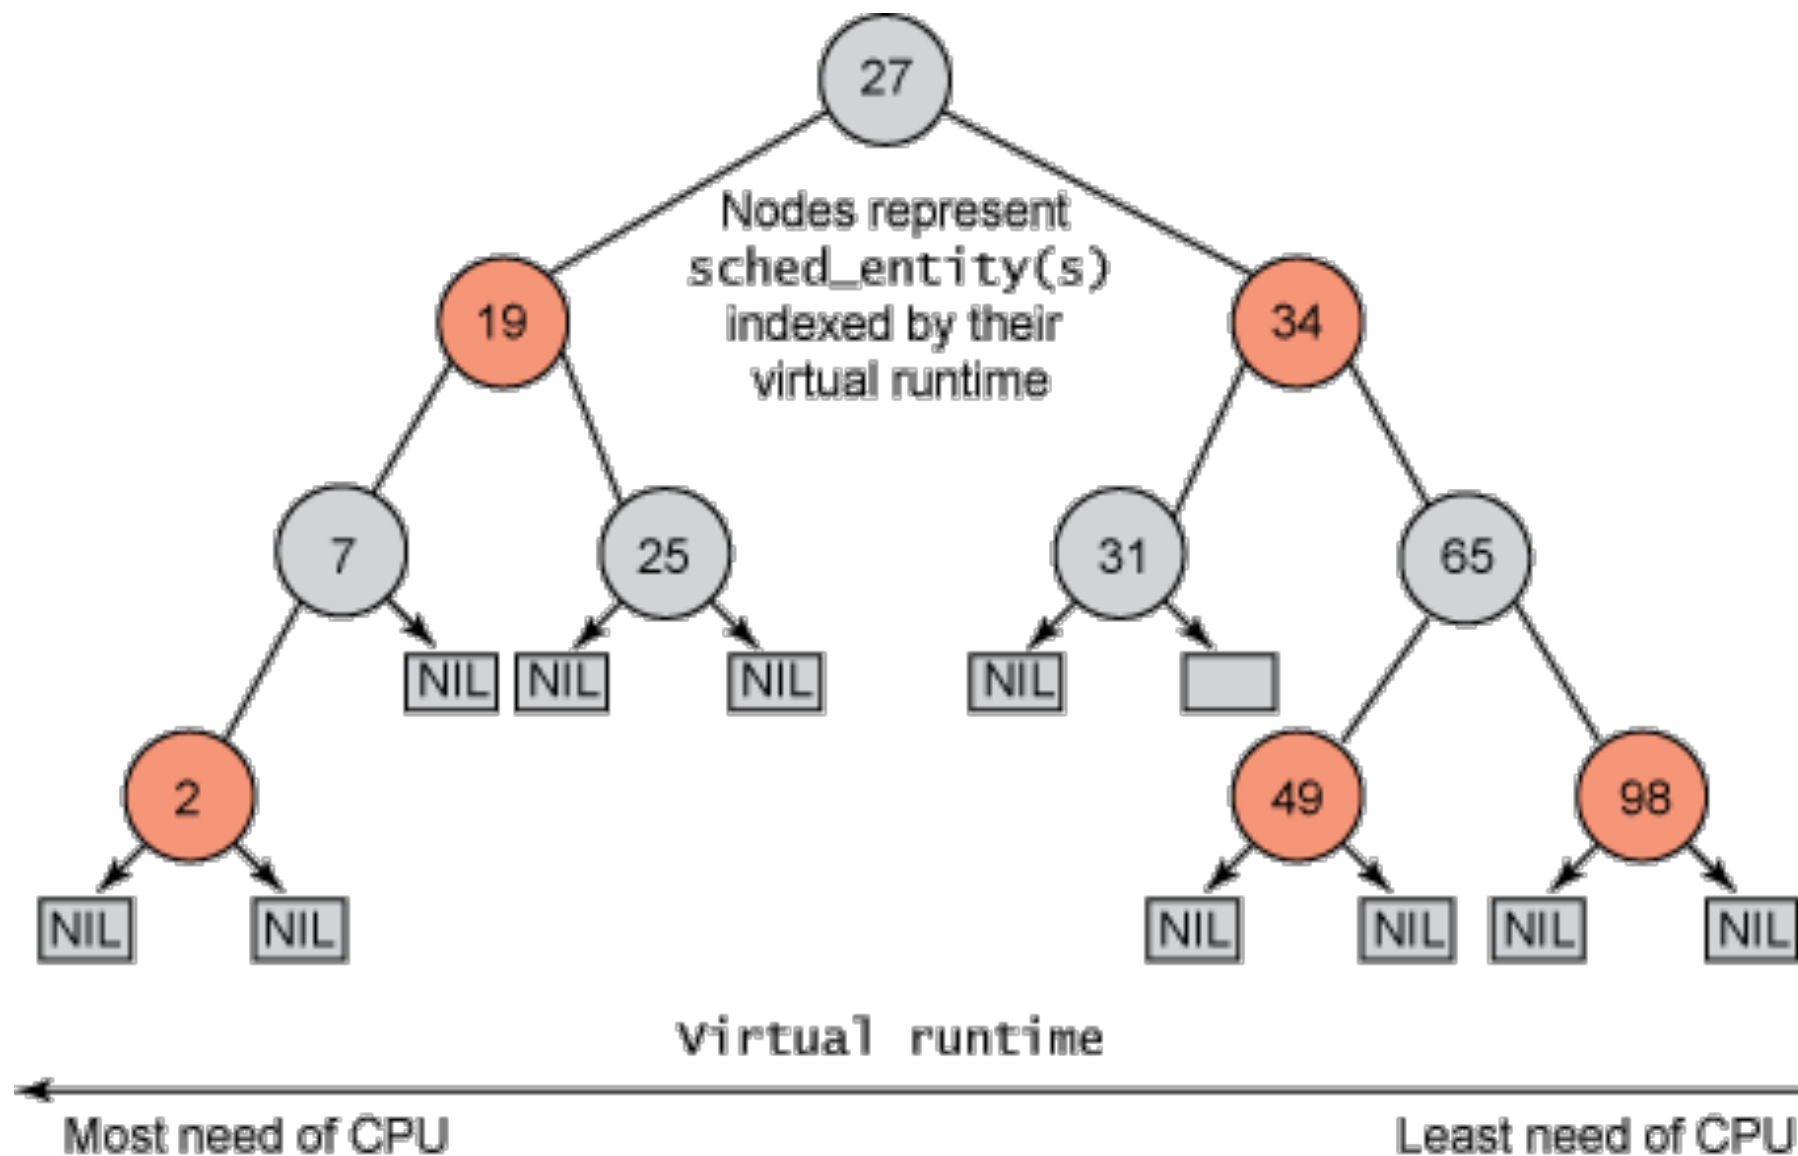 27
Nodes represent
sched_entity(s)
indexed by their
virtual runtime
19
34
7
25
31
65
NIL
NIL
NIL
NIL
2
49
98
NIL
NIL
NIL
NIL
NIL
NIL
Virtual runtime
Most need of CPU
Least need of CPU